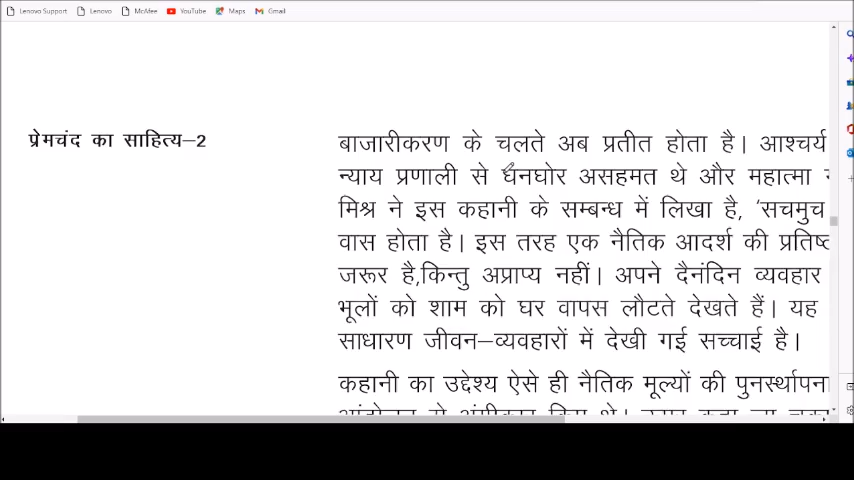 Lenovo Support Lenovo McAfee YouTube Maps Gmail
प्रेमचंद का साहित्य–2
बाजारीकरण के चलते अब प्रतीत होता है। आश्चर्य
न्याय प्रणाली से घनघोर असहमत थे और महात्मा
मिश्र ने इस कहानी के सम्बन्ध में लिखा है, 'सचमुच
वास होता है। इस तरह एक नैतिक आदर्श की
जरूर है,किन्तु अप्राप्य नहीं। अपने दैनंदिन व्यवहार
भूलों को शाम को घर वापस लौटते देखते हैं। यह
साधारण जीवन–व्यवहारों में देखी गई सच्चाई है।
कहानी का उद्देश्य ऐसे ही नैतिक मूल्यों की पुनर्स्थापना